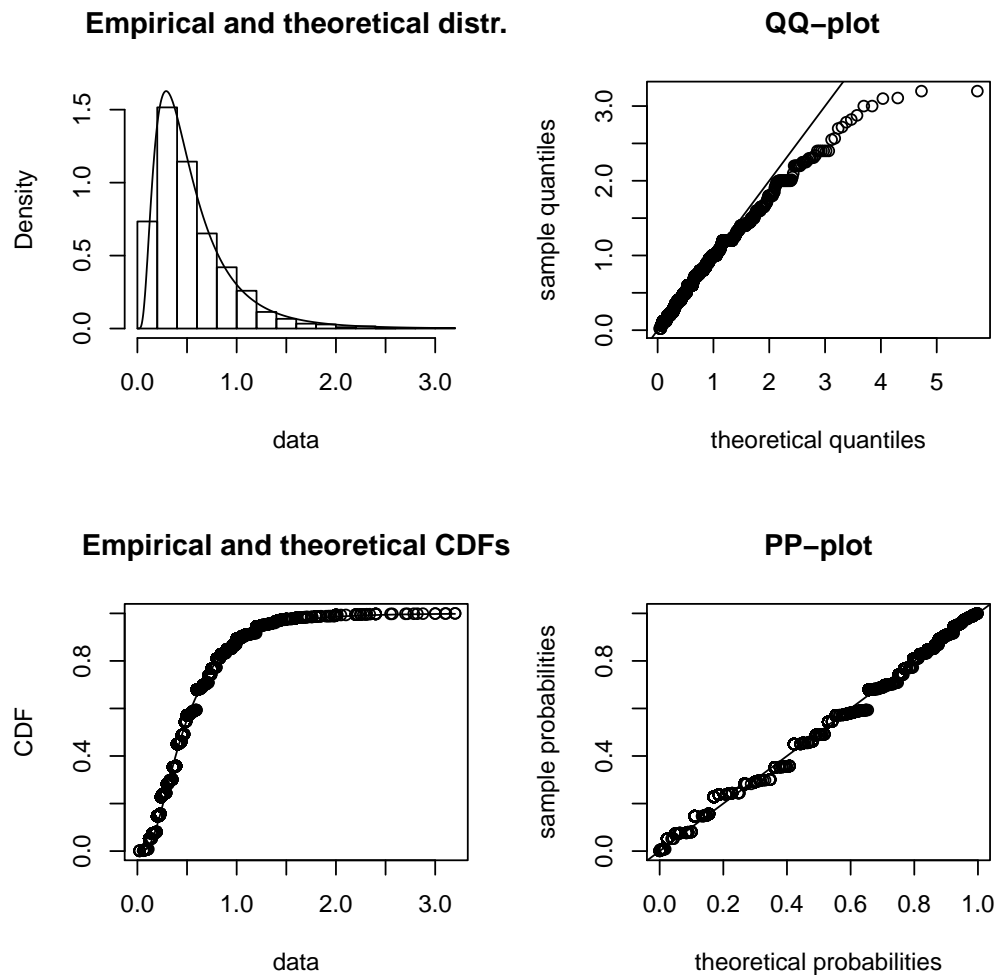 Empirical and theoretical distr.
Density
0.0 0.5 1.0 1.5
0.0 1.0 2.0 3.0
data
QQ−plot
sample quantiles
0.0 1.0 2.0 3.0
0 1 2 3 4 5
theoretical quantiles
Empirical and theoretical CDFs
CDF
0.0 0.4 0.8
0.0 1.0 2.0 3.0
data
PP−plot
sample probabilities
0.0 0.4 0.8
0.0 0.2 0.4 0.6 0.8 1.0
theoretical probabilities